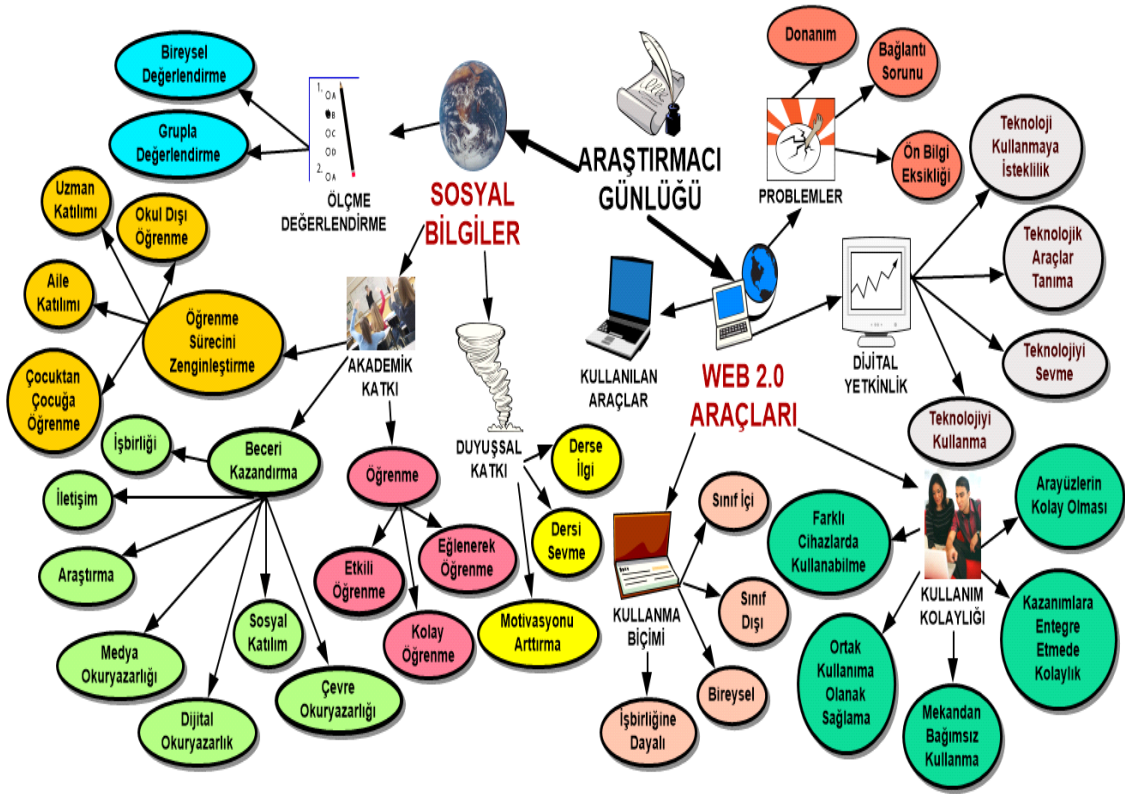 Bireysel
Değerlendirme
Grupla
Değerlendirme
1.
OA
B
OC
OD
2.
OA
ÖLÇME
DEĞERLENDİRME
SOSYAL
BİLGİLER
ARAŞTIRMACI
GÜNLÜĞÜ
Donanım
Bağlantı
Sorunu
Ön Bilgi
Eksikliği
PROBLEMLER
Teknoloji
Kullanmaya
İsteklilik
Teknolojik
Araçlar
Tanıma
Teknolojiyi
Sevme
Teknolojiyi
Kullanma
DİJİTAL
YETKİNLİK
KULLANILAN
ARAÇLAR
WEB 2.0
ARAÇLARI
Uzman
Katılımı
Okul Dışı
Öğrenme
Aile
Katılımı
Öğrenme
Sürecini
Zenginleştirme
Çocuktan
Çocuğa
Öğrenme
AKADEMİK
KATKI
DUYUŞSAL
KATKI
Beceri
Kazandırma
İşbirliği
İletişim
Araştırma
Medya
Okuryazarlığı
Dijital
Okuryazarlık
Sosyal
Katılım
Çevre
Okuryazarlığı
Öğrenme
Etkili
Öğrenme
Eğlenerek
Öğrenme
Kolay
Öğrenme
Derse
İlgi
Dersi
Sevme
Motivasyonu
Arttırma
KULLANMA
BİÇİMİ
Sınıf İçi
Sınıf
Dışı
Bireysel
İşbirliğine
Dayalı
KULLANIM
KOLAYLIĞI
Farklı
Cihazlarda
Kullanabilme
Arayüzlerin
Kolay Olması
Ortak
Kullanıma
Olanak
Sağlama
Mekandan
Bağımsız
Kullanma
Kazanımlara
Entegre
Etmede
Kolaylık